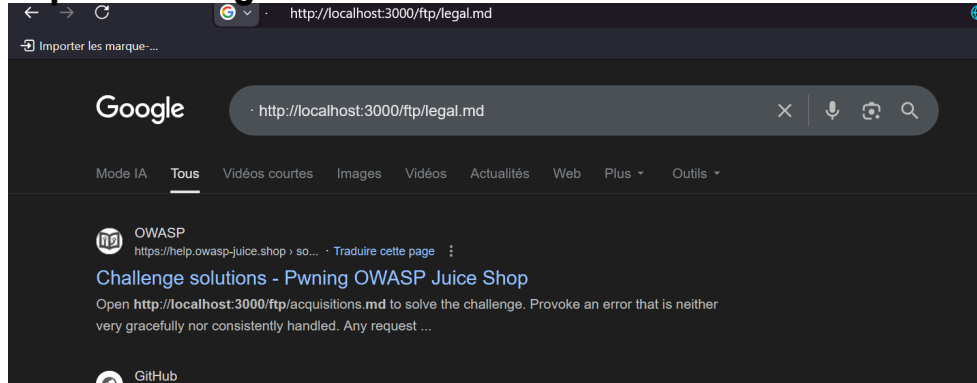 · http://localhost:3000/ftp/legal.md
Importer les marque-...
Google
· http://localhost:3000/ftp/legal.md
Mode IA Tous Vidéos courtes Images Vidéos Actualités Web Plus Outils
OWASP
https://help.owasp-juice.shop › so... · Traduire cette page
Challenge solutions - Pwning OWASP Juice Shop
Open http://localhost:3000/ftp/acquisitions.md to solve the challenge. Provoke an error that is neither
very gracefully nor consistently handled. Any request ...
GitHub